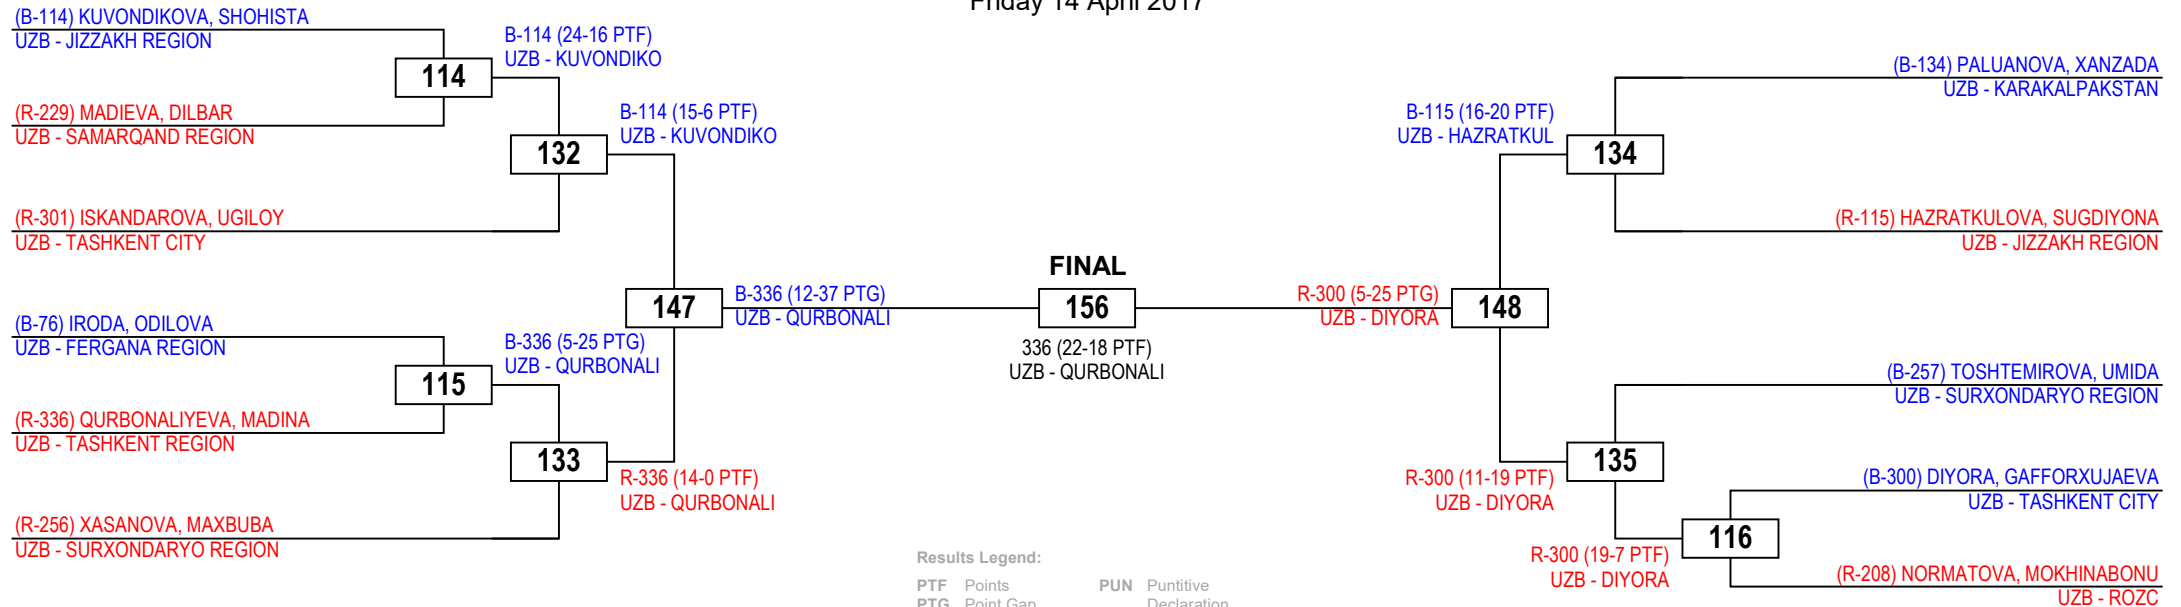 Friday 14 April 2017
(B-114) KUVONDIKOVA, SHOHISTA
UZB - JIZZAKH REGION
114
(R-229) MADIEVA, DILBAR
UZB - SAMARQAND REGION
B-114 (24-16 PTF)
UZB - KUVONDIKO
132
(R-301) ISKANDAROVA, UGILOY
UZB - TASHKENT CITY
B-114 (15-6 PTF)
UZB - KUVONDIKO
147
(B-76) IRODA, ODILOVA
UZB - FERGANA REGION
115
(R-336) QURBONALIYEVA, MADINA
UZB - TASHKENT REGION
B-336 (5-25 PTG)
UZB - QURBONALI
133
(R-256) XASANOVA, MAXBUBA
UZB - SURXONDARYO REGION
R-336 (14-0 PTF)
UZB - QURBONALI
B-336 (12-37 PTG)
UZB - QURBONALI
FINAL
156
336 (22-18 PTF)
UZB - QURBONALI
R-300 (5-25 PTG)
UZB - DIYORA
148
B-115 (16-20 PTF)
UZB - HAZRATKUL
134
(B-134) PALUANOVA, XANZADA
UZB - KARAKALPAKSTAN
(R-115) HAZRATKULOVA, SUGDIYONA
UZB - JIZZAKH REGION
R-300 (11-19 PTF)
UZB - DIYORA
135
(B-257) TOSHTEMIROVA, UMIDA
UZB - SURXONDARYO REGION
R-300 (19-7 PTF)
UZB - DIYORA
116
(B-300) DIYORA, GAFFORXUJAEVA
UZB - TASHKENT CITY
(R-208) NORMATOVA, MOKHINABONU
UZB - ROZC
Results Legend:
PTF Points PUN Puntitive
PTG Point Gap Declaration